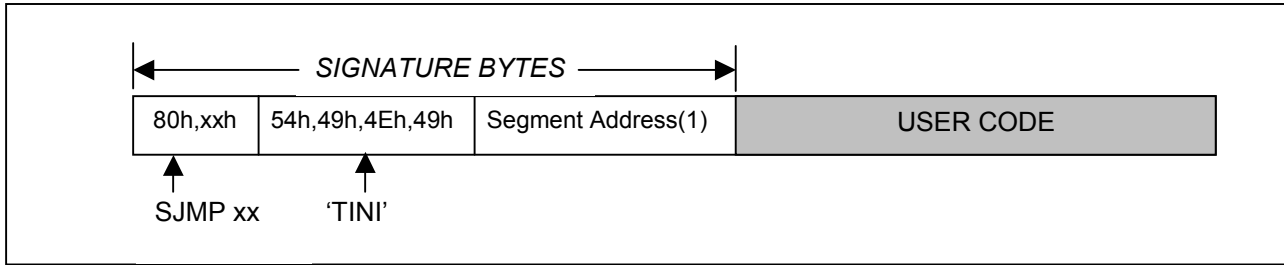 SIGNATURE BYTES
80h,xxh 54h,49h,4Eh,49h Segment Address(1) USER CODE
SJMP xx ‘TINI’